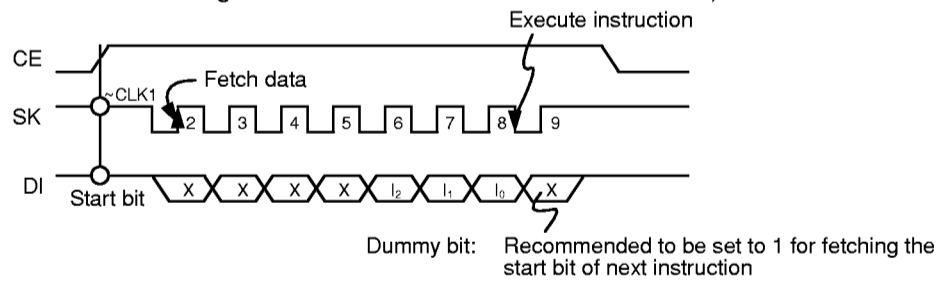 Execute instruction
CE
~CLK1
Fetch data
SK
2 3 4 5 6 7 8 9
DI
Start bit
X X X X I₂ I₁ I₀ X
Dummy bit: Recommended to be set to 1 for fetching the
start bit of next instruction